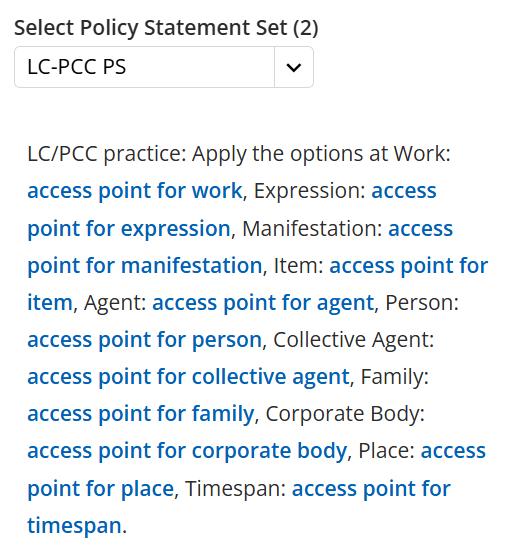 Select Policy Statement Set (2)
LC-PCC PS
LC/PCC practice: Apply the options at Work:
access point for work, Expression: access
point for expression, Manifestation: access
point for manifestation, Item: access point for
item, Agent: access point for agent, Person:
access point for person, Collective Agent:
access point for collective agent, Family:
access point for family, Corporate Body:
access point for corporate body, Place: access
point for place, Timespan: access point for
timespan.